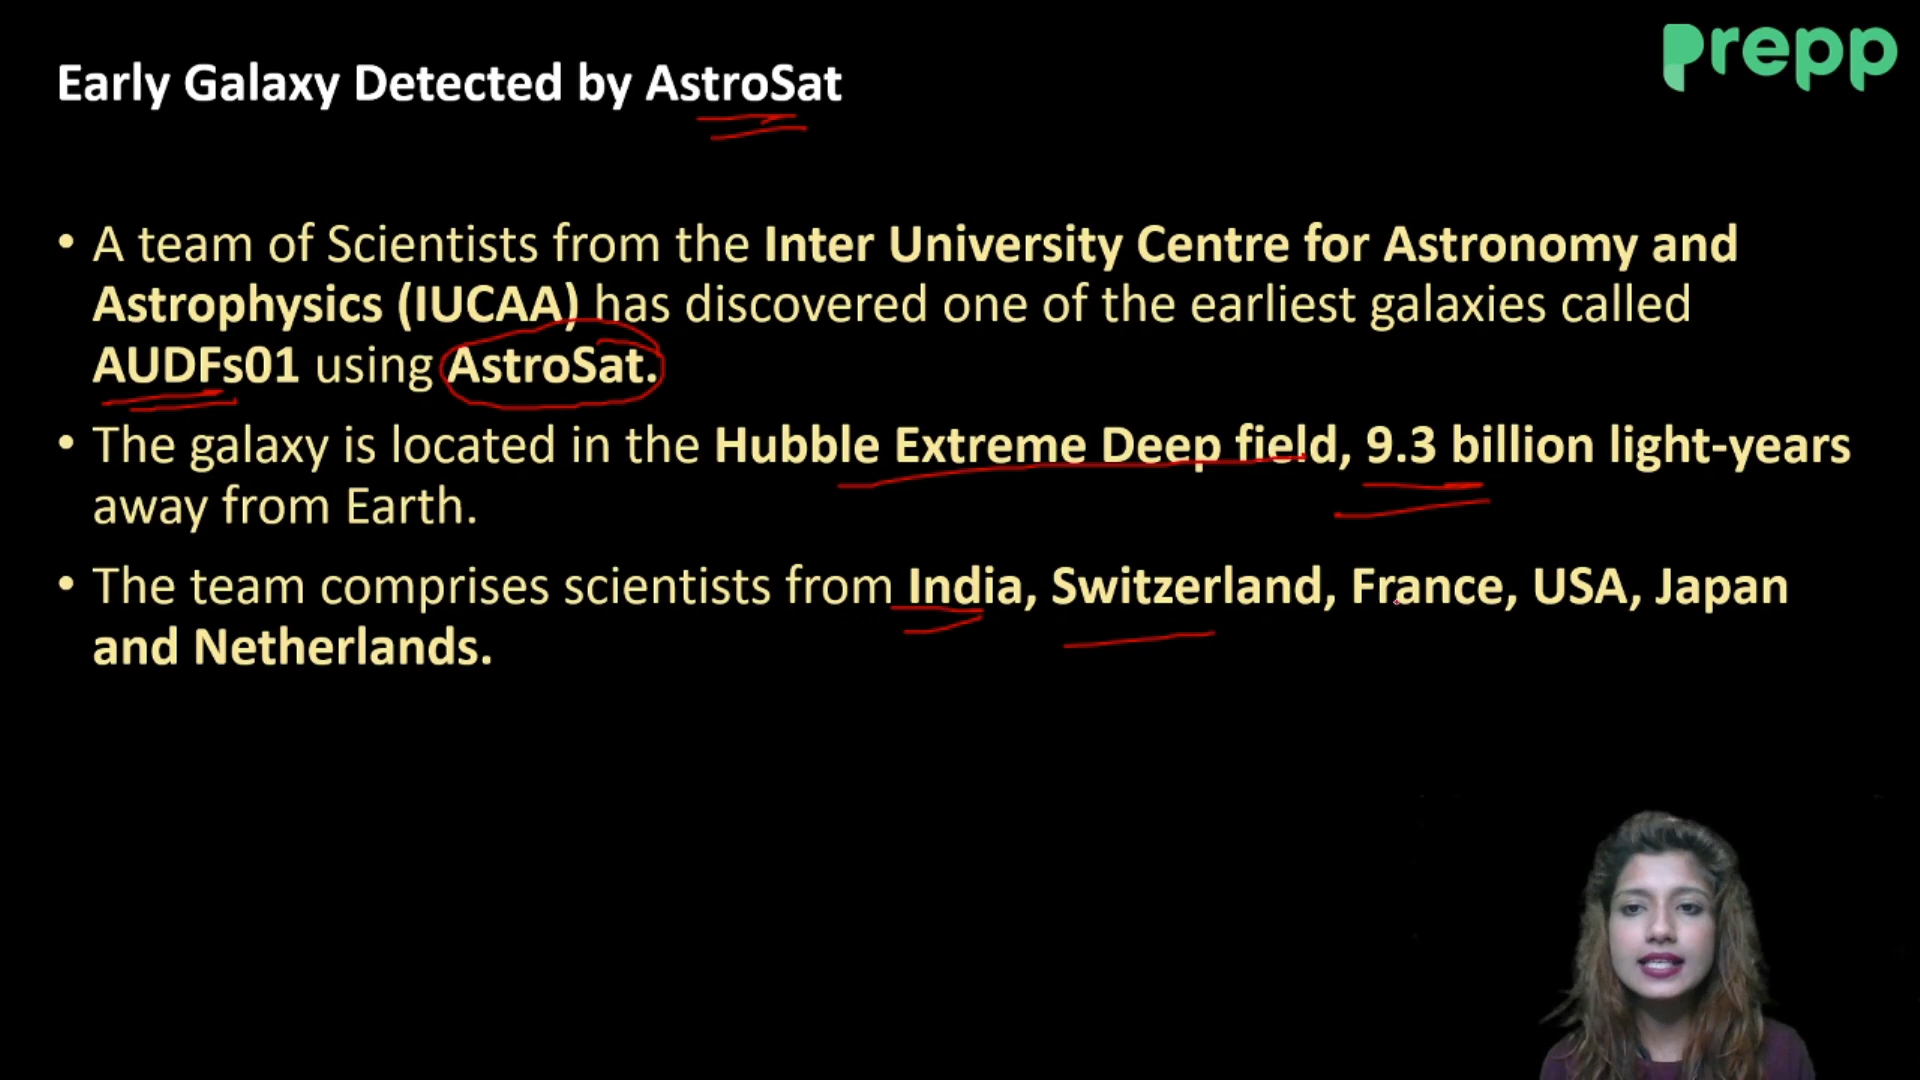 prepp
Early Galaxy Detected by AstroSat
• A team of Scientists from the Inter University Centre for Astronomy and
Astrophysics (IUCAA) has discovered one of the earliest galaxies called
AUDFs01 using AstroSat.
• The galaxy is located in the Hubble Extreme Deep field, 9.3 billion light-years
away from Earth.
• The team comprises scientists from India, Switzerland, France, USA, Japan
and Netherlands.